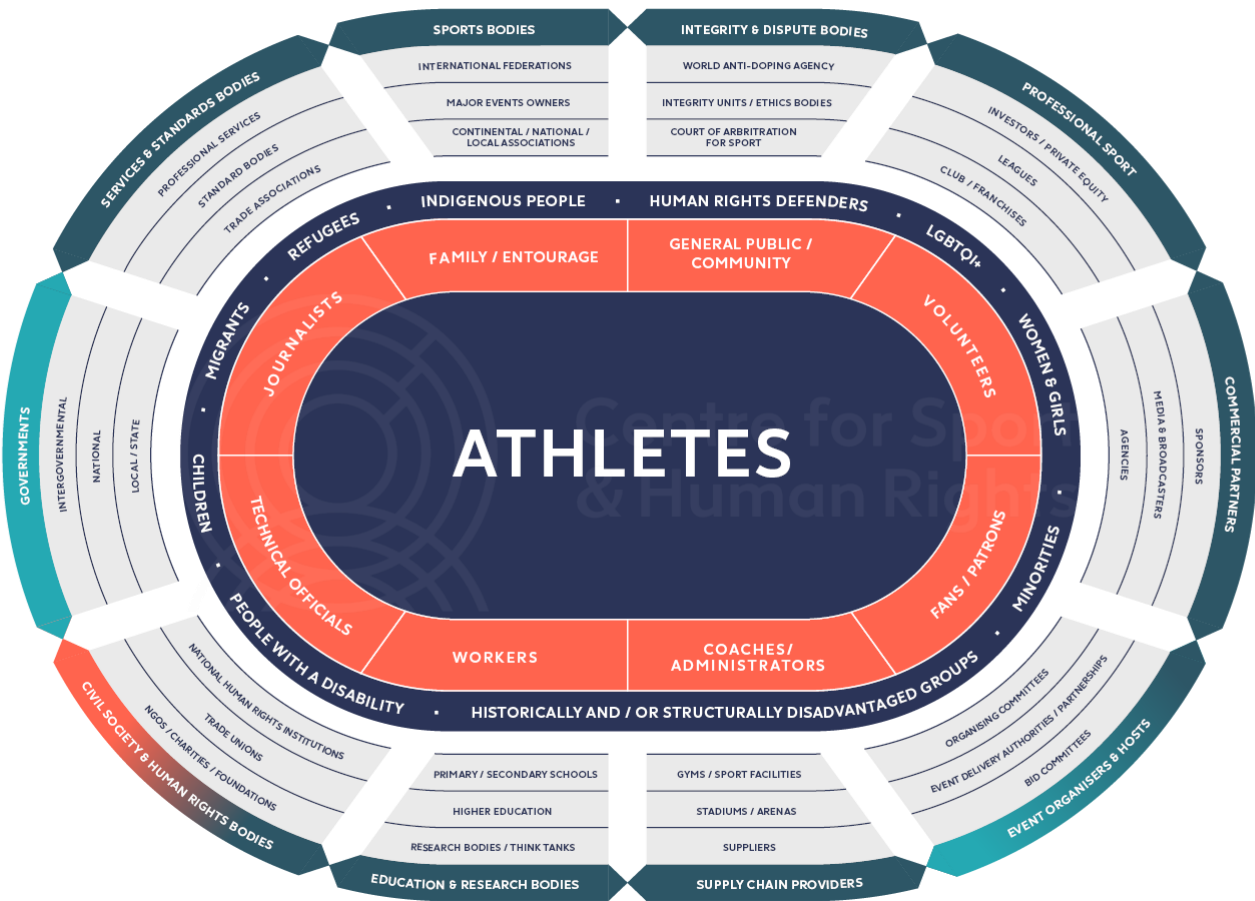 SPORTS BODIES
INTERNATIONAL FEDERATIONS
MAJOR EVENTS OWNERS
CONTINENTAL / NATIONAL /
LOCAL ASSOCIATIONS
INTEGRITY & DISPUTE BODIES
WORLD ANTI-DOPING AGENCY
INTEGRITY UNITS / ETHICS BODIES
COURT OF ARBRITRATION
FOR SPORT
PROFESSIONAL SPORT
INVESTORS / PRIVATE EQUITY
LEAGUES
CLUB / FRANCHISES
COMMERCIAL PARTNERS
SPONSORS
MEDIA & BROADCASTERS
AGENCIES
EVENT ORGANISERS & HOSTS
ORGANISING COMMITTEES
EVENT DELIVERY AUTHORITIES / PARTNERSHIPS
BID COMMITTEES
GYMS / SPORT FACILITIES
STADIUMS / ARENAS
SUPPLIERS
SUPPLY CHAIN PROVIDERS
PRIMARY / SECONDARY SCHOOLS
HIGHER EDUCATION
RESEARCH BODIES / THINK TANKS
EDUCATION & RESEARCH BODIES
NATIONAL HUMAN RIGHTS INSTITUTIONS
TRADE UNIONS
NGOS / CHARITIES / FOUNDATIONS
CIVIL SOCIETY & HUMAN RIGHTS BODIES
GOVERNMENTS
INTERGOVERNMENTAL
NATIONAL
LOCAL / STATE
SERVICES & STANDARDS BODIES
PROFESSIONAL SERVICES
STANDARD BODIES
TRADE ASSOCIATIONS
INDIGENOUS PEOPLE
HUMAN RIGHTS DEFENDERS
LGBTQI+
WOMEN & GIRLS
MINORITIES
HISTORICALLY AND / OR STRUCTURALLY DISADVANTAGED GROUPS
PEOPLE WITH A DISABILITY
CHILDREN
MIGRANTS
REFUGEES
FAMILY / ENTOURAGE
GENERAL PUBLIC /
COMMUNITY
VOLUNTEERS
FANS / PATRONS
COACHES/
ADMINISTRATORS
WORKERS
TECHNICAL OFFICIALS
JOURNALISTS
ATHLETES
Centre for Sport
& Human Rights